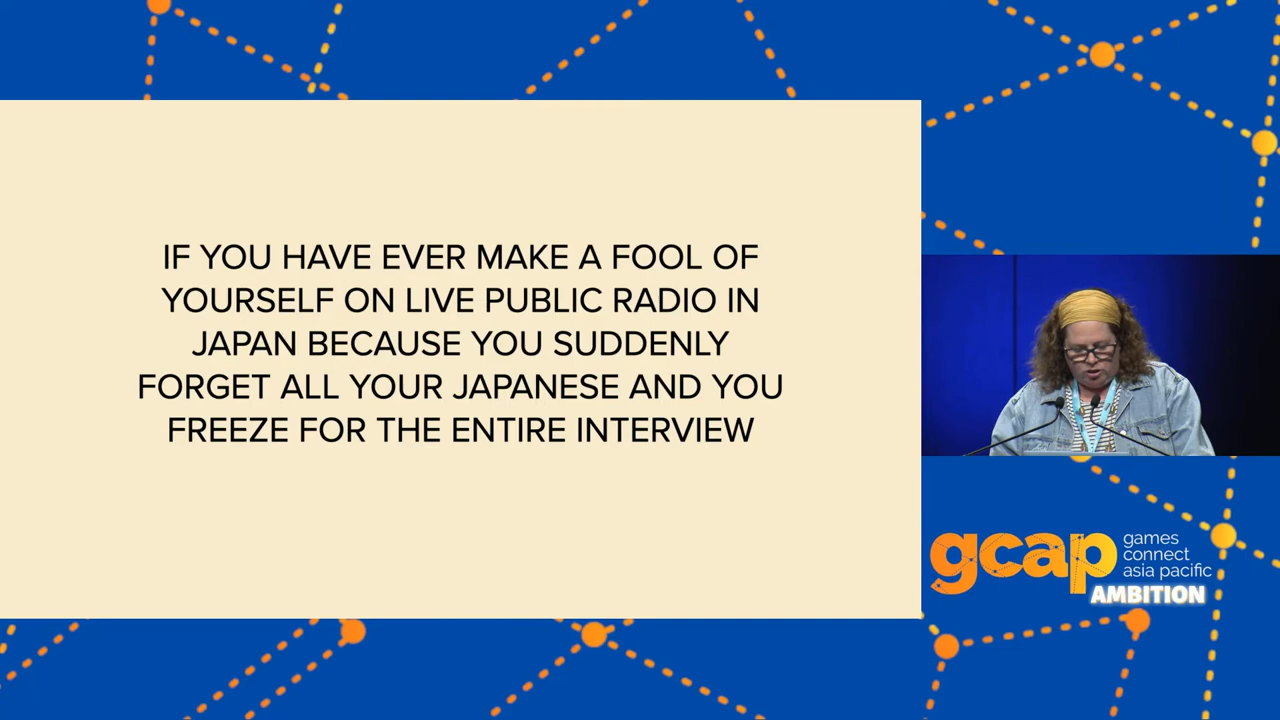 IF YOU HAVE EVER MAKE A FOOL OF
YOURSELF ON LIVE PUBLIC RADIO IN
JAPAN BECAUSE YOU SUDDENLY
FORGET ALL YOUR JAPANESE AND YOU
FREEZE FOR THE ENTIRE INTERVIEW
gcap
games
connect
asia pacific
AMBITION